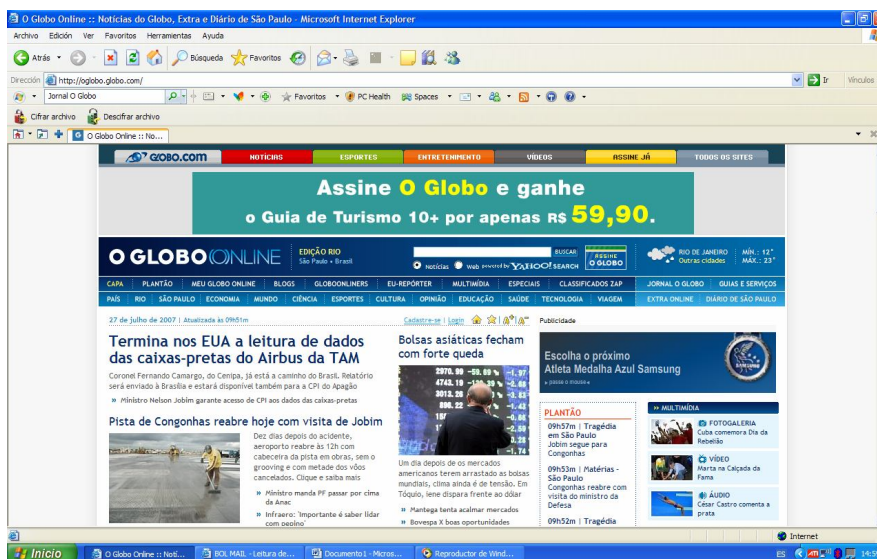 O Globo Online :: Notícias do Globo, Extra e Diário de São Paulo - Microsoft Internet Explorer
Archivo Edición Ver Favoritos Herramientas Ayuda
Atrás Búsqueda Favoritos
Dirección http://oglobo.globo.com/ Ir Vínculos
Jornal O Globo Favoritos PC Health Spaces
Cifrar archivo Descifrar archivo
O Globo Online :: No...
GLOBO.COM NOTÍCIAS ESPORTES ENTRETENIMENTO VÍDEOS ASSINE JÁ TODOS OS SITES
Assine O Globo e ganhe
o Guia de Turismo 10+ por apenas R$ 59,90.
O GLOBO ONLINE
EDIÇÃO RIO
São Paulo • Brasil
BUSCAR
Notícias Web powered by YAHOO! SEARCH
ASSINE
O GLOBO
RIO DE JANEIRO MÍN.: 12°
Outras cidades MÁX.: 23°
CAPA PLANTÃO MEU GLOBO ONLINE BLOGS GLOBOONLINERS EU-REPÓRTER MULTIMÍDIA ESPECIAIS CLASSIFICADOS ZAP JORNAL O GLOBO GUIAS E SERVIÇOS
PAÍS RIO SÃO PAULO ECONOMIA MUNDO CIÊNCIA ESPORTES CULTURA OPINIÃO EDUCAÇÃO SAÚDE TECNOLOGIA VIAGEM EXTRA ONLINE DIÁRIO DE SÃO PAULO
27 de julho de 2007 | Atualizada às 09h51m
Cadastre-se | Login A+ | A-
Termina nos EUA a leitura de dados
das caixas-pretas do Airbus da TAM
Coronel Fernando Camargo, do Cenipa, já está a caminho do Brasil. Relatório
será enviado à Brasília e estará disponível também para a CPI do Apagão
» Ministro Nelson Jobim garante acesso de CPI aos dados das caixas-pretas
Pista de Congonhas reabre hoje com visita de Jobim
Dez dias depois do acidente,
aeroporto reabre às 12h com
cabeceira da pista em obras, sem o
grooving e com metade dos vôos
cancelados. Clique e saiba mais
» Ministro manda PF passar por cima
da Anac
» Infraero: 'Importante é saber lidar
com pepino'
Bolsas asiáticas fecham
com forte queda
2970.99 -59.69 -1.97
4743.19
3013.28
896.22
Um dia depois de os mercados
americanos terem arrastado as bolsas
mundiais, clima ainda é de tensão. Em
Tóquio, iene dispara frente ao dólar
» Mantega tenta acalmar mercados
» Bovespa X boas oportunidades
Publicidade
Escolha o próximo
Atleta Medalha Azul Samsung
» passe o mouse «
PLANTÃO
09h57m | Tragédia
em São Paulo
Jobim segue para
Congonhas
09h53m | Matérias -
São Paulo
Congonhas reabre com
visita do ministro da
Defesa
09h52m | Tragédia
» MULTIMÍDIA
FOTOGALERIA
Cuba comemora Dia da
Rebelião
VÍDEO
Marta na Calçada da
Fama
ÁUDIO
César Castro comenta a
prata
Internet
Inicio O Globo Online :: Notí... BOL MAIL - Leitura de... Documento1 - Micros... Reproductor de Wind... ES